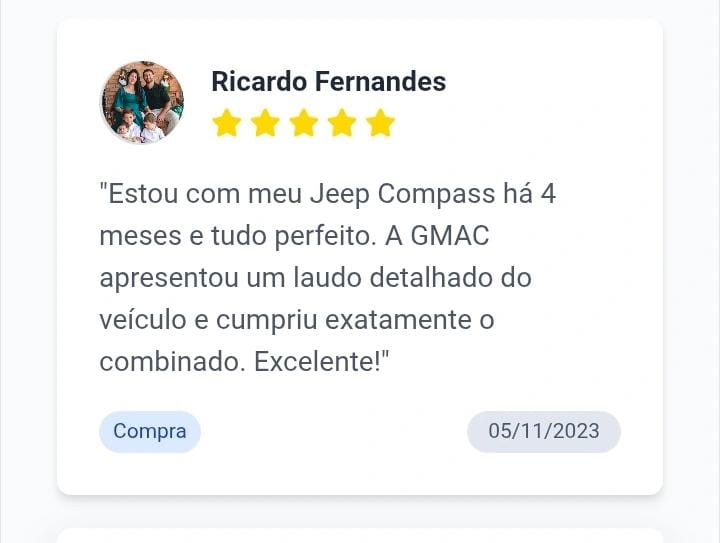 Ricardo Fernandes
"Estou com meu Jeep Compass há 4
meses e tudo perfeito. A GMAC
apresentou um laudo detalhado do
veículo e cumpriu exatamente o
combinado. Excelente!"
Compra
05/11/2023